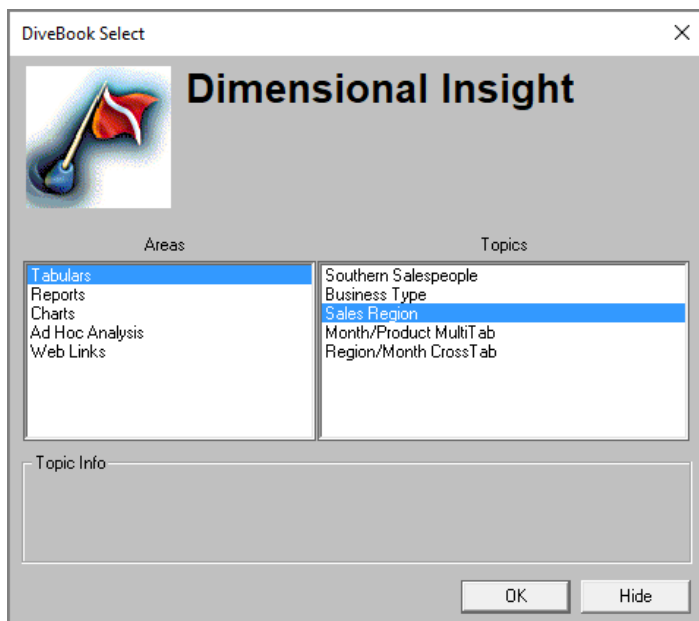 DiveBook Select
Dimensional Insight
Areas
Tabulars
Reports
Charts
Ad Hoc Analysis
Web Links
Topics
Southern Salespeople
Business Type
Sales Region
Month/Product MultiTab
Region/Month CrossTab
Topic Info
OK
Hide